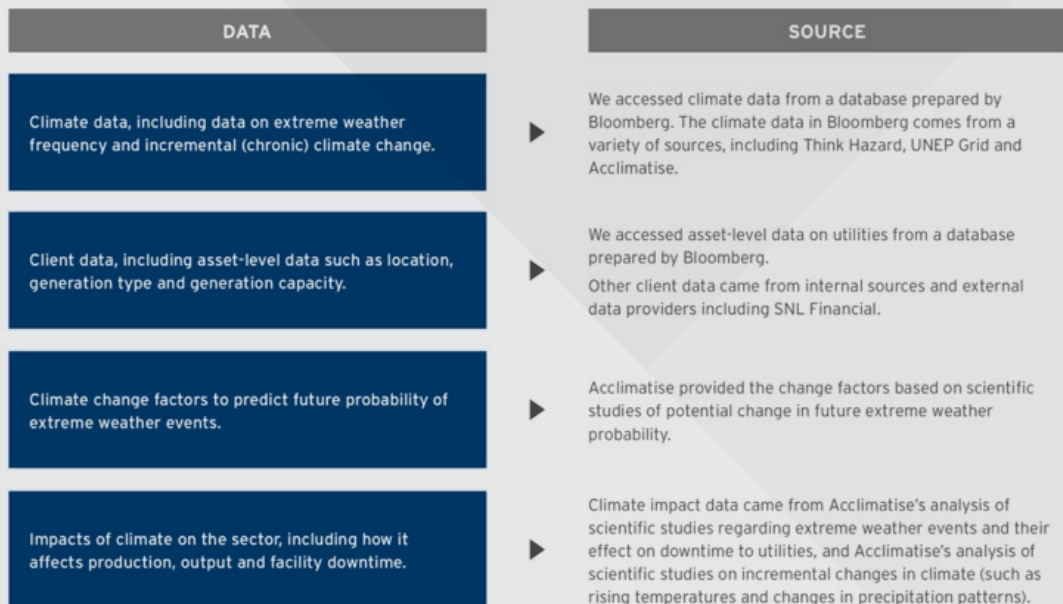 DATA
SOURCE
Climate data, including data on extreme weather
frequency and incremental (chronic) climate change.
We accessed climate data from a database prepared by
Bloomberg. The climate data in Bloomberg comes from a
variety of sources, including Think Hazard, UNEP Grid and
Acclimatise.
Client data, including asset-level data such as location,
generation type and generation capacity.
We accessed asset-level data on utilities from a database
prepared by Bloomberg.
Other client data came from internal sources and external
data providers including SNL Financial.
Climate change factors to predict future probability of
extreme weather events.
Acclimatise provided the change factors based on scientific
studies of potential change in future extreme weather
probability.
Impacts of climate on the sector, including how it
affects production, output and facility downtime.
Climate impact data came from Acclimatise's analysis of
scientific studies regarding extreme weather events and their
effect on downtime to utilities, and Acclimatise's analysis of
scientific studies on incremental changes in climate (such as
rising temperatures and changes in precipitation patterns).